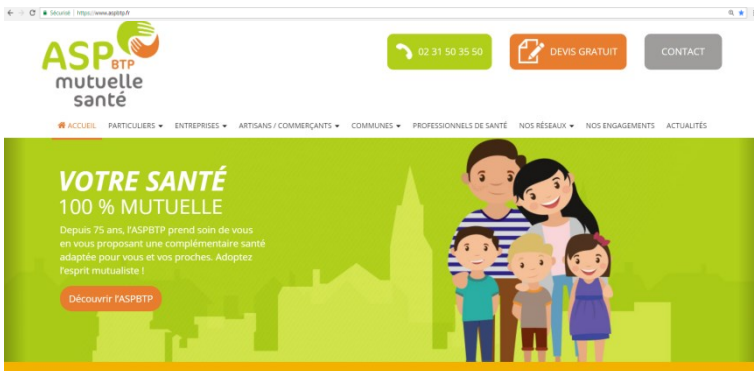 Sécurisé | https://www.aspbtp.fr
ASP
BTP
mutuelle
santé
02 31 50 35 50
DEVIS GRATUIT
CONTACT
ACCUEIL PARTICULIERS ENTREPRISES ARTISANS / COMMERÇANTS COMMUNES PROFESSIONNELS DE SANTÉ NOS RÉSEAUX NOS ENGAGEMENTS ACTUALITÉS
VOTRE SANTÉ
100 % MUTUELLE
Depuis 75 ans, l'ASPBTP prend soin de vous
en vous proposant une complémentaire santé
adaptée pour vous et vos proches. Adoptez
l'esprit mutualiste !
Découvrir l'ASPBTP